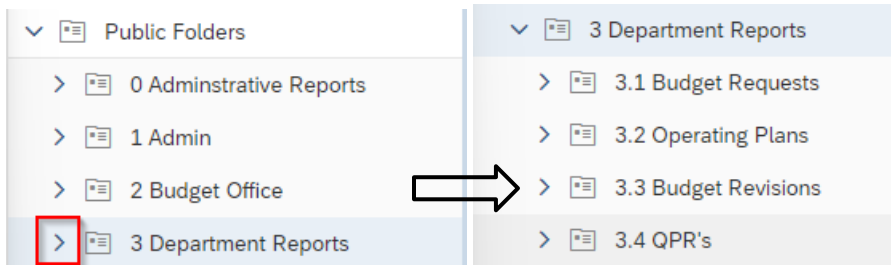 Public Folders
0 Adminstrative Reports
1 Admin
2 Budget Office
3 Department Reports
3 Department Reports
3.1 Budget Requests
3.2 Operating Plans
3.3 Budget Revisions
3.4 QPR's